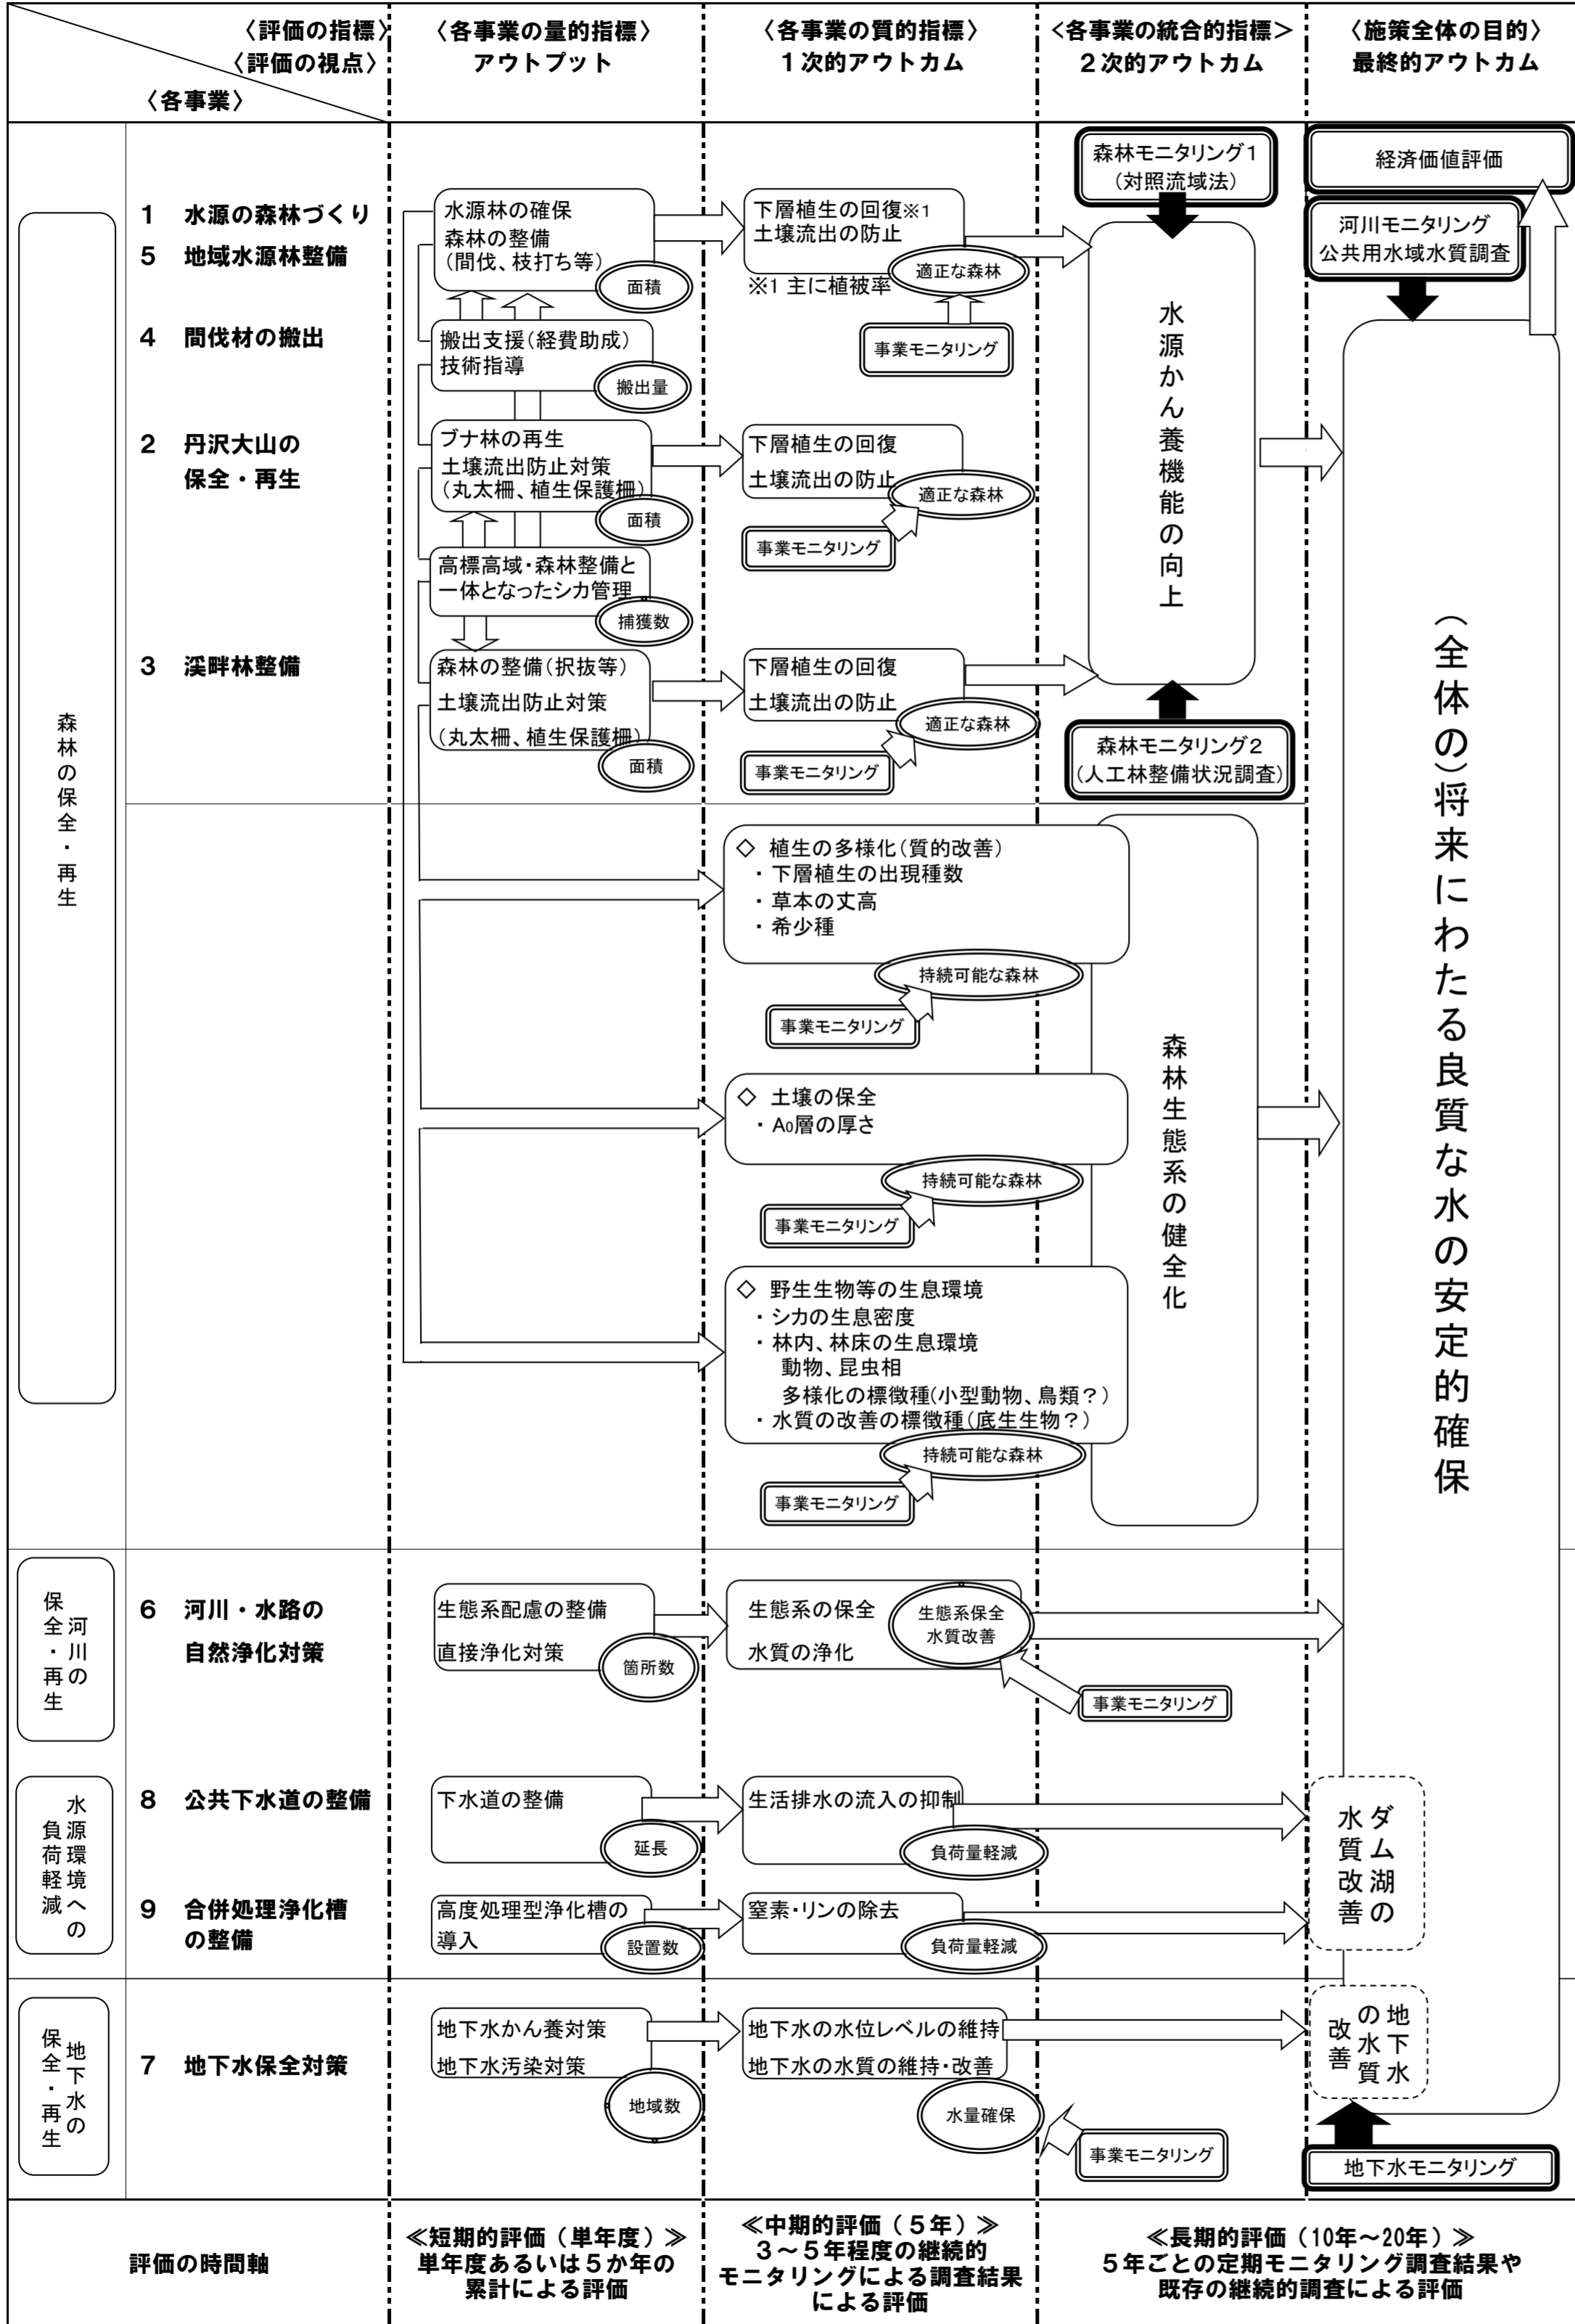 〈評価の指標〉
〈評価の視点〉
〈各事業〉
〈各事業の量的指標〉
アウトプット
〈各事業の質的指標〉
１次的アウトカム
＜各事業の統合的指標＞
２次的アウトカム
〈施策全体の目的〉
最終的アウトカム
森林の保全・再生
1 水源の森林づくり
5 地域水源林整備
水源林の確保
森林の整備
(間伐、枝打ち等)
面積
下層植生の回復※1
土壌流出の防止
適正な森林
※1 主に植被率
事業モニタリング
森林モニタリング1
(対照流域法)
経済価値評価
河川モニタリング
公共用水域水質調査
4 間伐材の搬出
搬出支援(経費助成)
技術指導
搬出量
2 丹沢大山の
保全・再生
ブナ林の再生
土壌流出防止対策
(丸太柵、植生保護柵)
面積
下層植生の回復
土壌流出の防止
適正な森林
事業モニタリング
高標高域・森林整備と
一体となったシカ管理
捕獲数
水源かん養機能の向上
3 渓畔林整備
森林の整備(択抜等)
土壌流出防止対策
(丸太柵、植生保護柵)
面積
下層植生の回復
土壌流出の防止
適正な森林
事業モニタリング
森林モニタリング2
(人工林整備状況調査)
(全体の)将来にわたる良質な水の安定的確保
◇ 植生の多様化(質的改善)
・下層植生の出現種数
・草本の丈高
・希少種
持続可能な森林
事業モニタリング
◇ 土壌の保全
・A0層の厚さ
持続可能な森林
事業モニタリング
◇ 野生生物等の生息環境
・シカの生息密度
・林内、林床の生息環境
動物、昆虫相
多様化の標徴種(小型動物、鳥類？)
・水質の改善の標徴種(底生生物？)
持続可能な森林
事業モニタリング
森林生態系の健全化
河川の
保全・再生
6 河川・水路の
自然浄化対策
生態系配慮の整備
直接浄化対策
箇所数
生態系の保全
水質の浄化
生態系保全
水質改善
事業モニタリング
水源環境への
負荷軽減
8 公共下水道の整備
下水道の整備
延長
生活排水の流入の抑制
負荷量軽減
9 合併処理浄化槽
の整備
高度処理型浄化槽の
導入
設置数
窒素・リンの除去
負荷量軽減
ダム湖の
水質改善
地下水の
保全・再生
7 地下水保全対策
地下水かん養対策
地下水汚染対策
地域数
地下水の水位レベルの維持
地下水の水質の維持・改善
水量確保
事業モニタリング
地下水
の水質
改善
地下水モニタリング
評価の時間軸
≪短期的評価（単年度）≫
単年度あるいは５か年の
累計による評価
≪中期的評価（５年）≫
３～５年程度の継続的
モニタリングによる調査結果
による評価
≪長期的評価（10年～20年）≫
５年ごとの定期モニタリング調査結果や
既存の継続的調査による評価